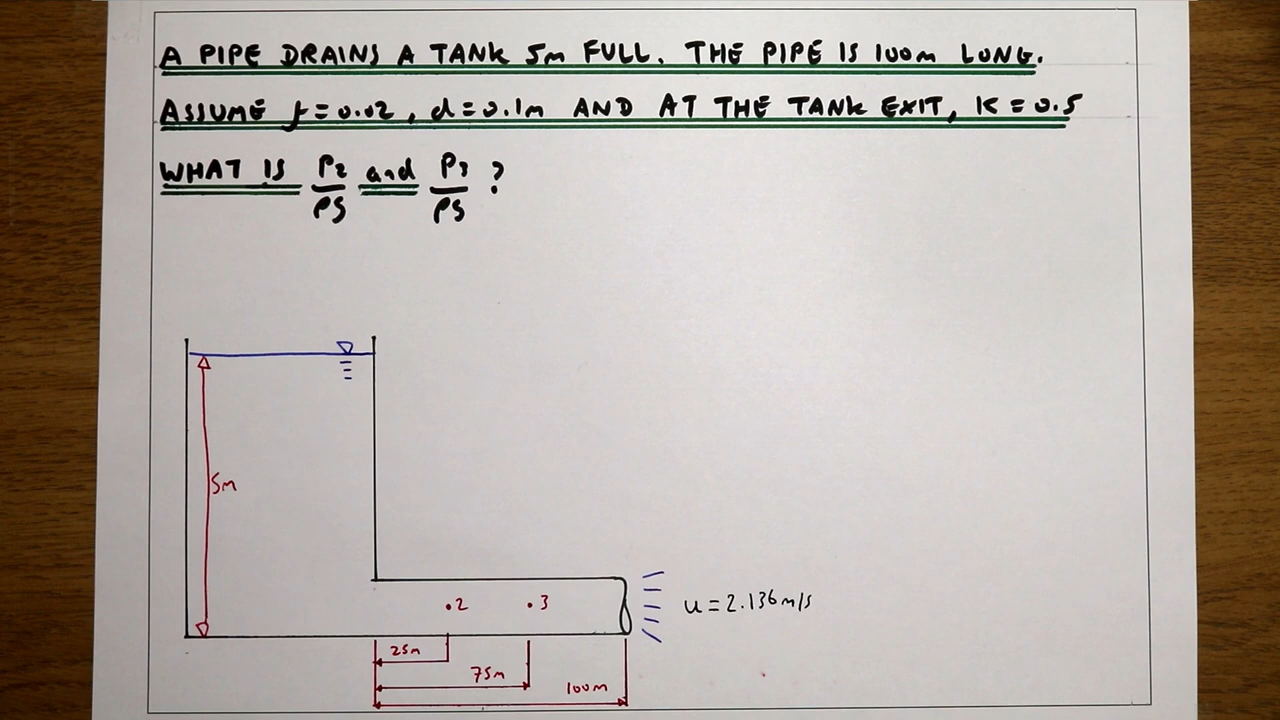 A PIPE DRAINS A TANK 5m FULL. THE PIPE IS 100m LONG.
ASSUME f=0.02, d=0.1m AND AT THE TANK EXIT, K=0.5
WHAT IS P2/ρg and P3/ρg ?
5m
.2 .3
u=2.136m/s
25m
75m
100m